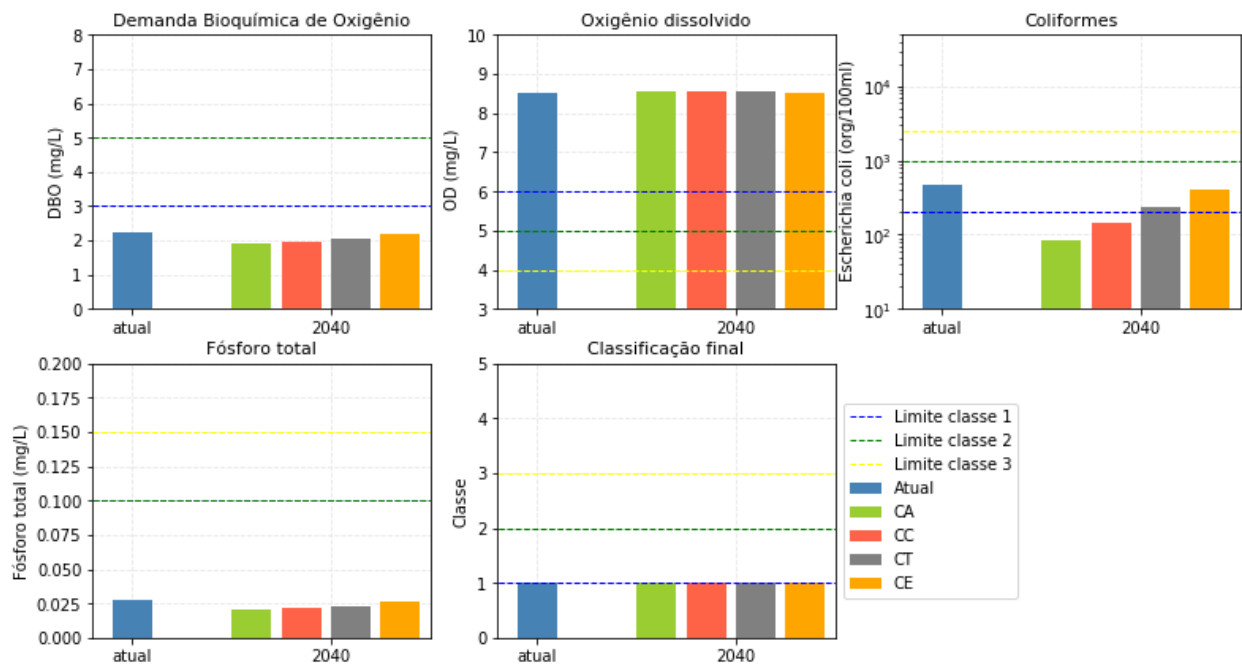 Demanda Bioquímica de Oxigênio
8
7
6
5
4
3
2
1
0
DBO (mg/L)
atual
2040
Oxigênio dissolvido
10
9
8
7
6
5
4
3
OD (mg/L)
atual
2040
Coliformes
10⁴
10³
10²
10¹
Escherichia coli (org/100ml)
atual
2040
Fósforo total
0.200
0.175
0.150
0.125
0.100
0.075
0.050
0.025
0.000
Fósforo total (mg/L)
atual
2040
Classificação final
5
4
3
2
1
0
Classe
atual
2040
Limite classe 1
Limite classe 2
Limite classe 3
Atual
CA
CC
CT
CE